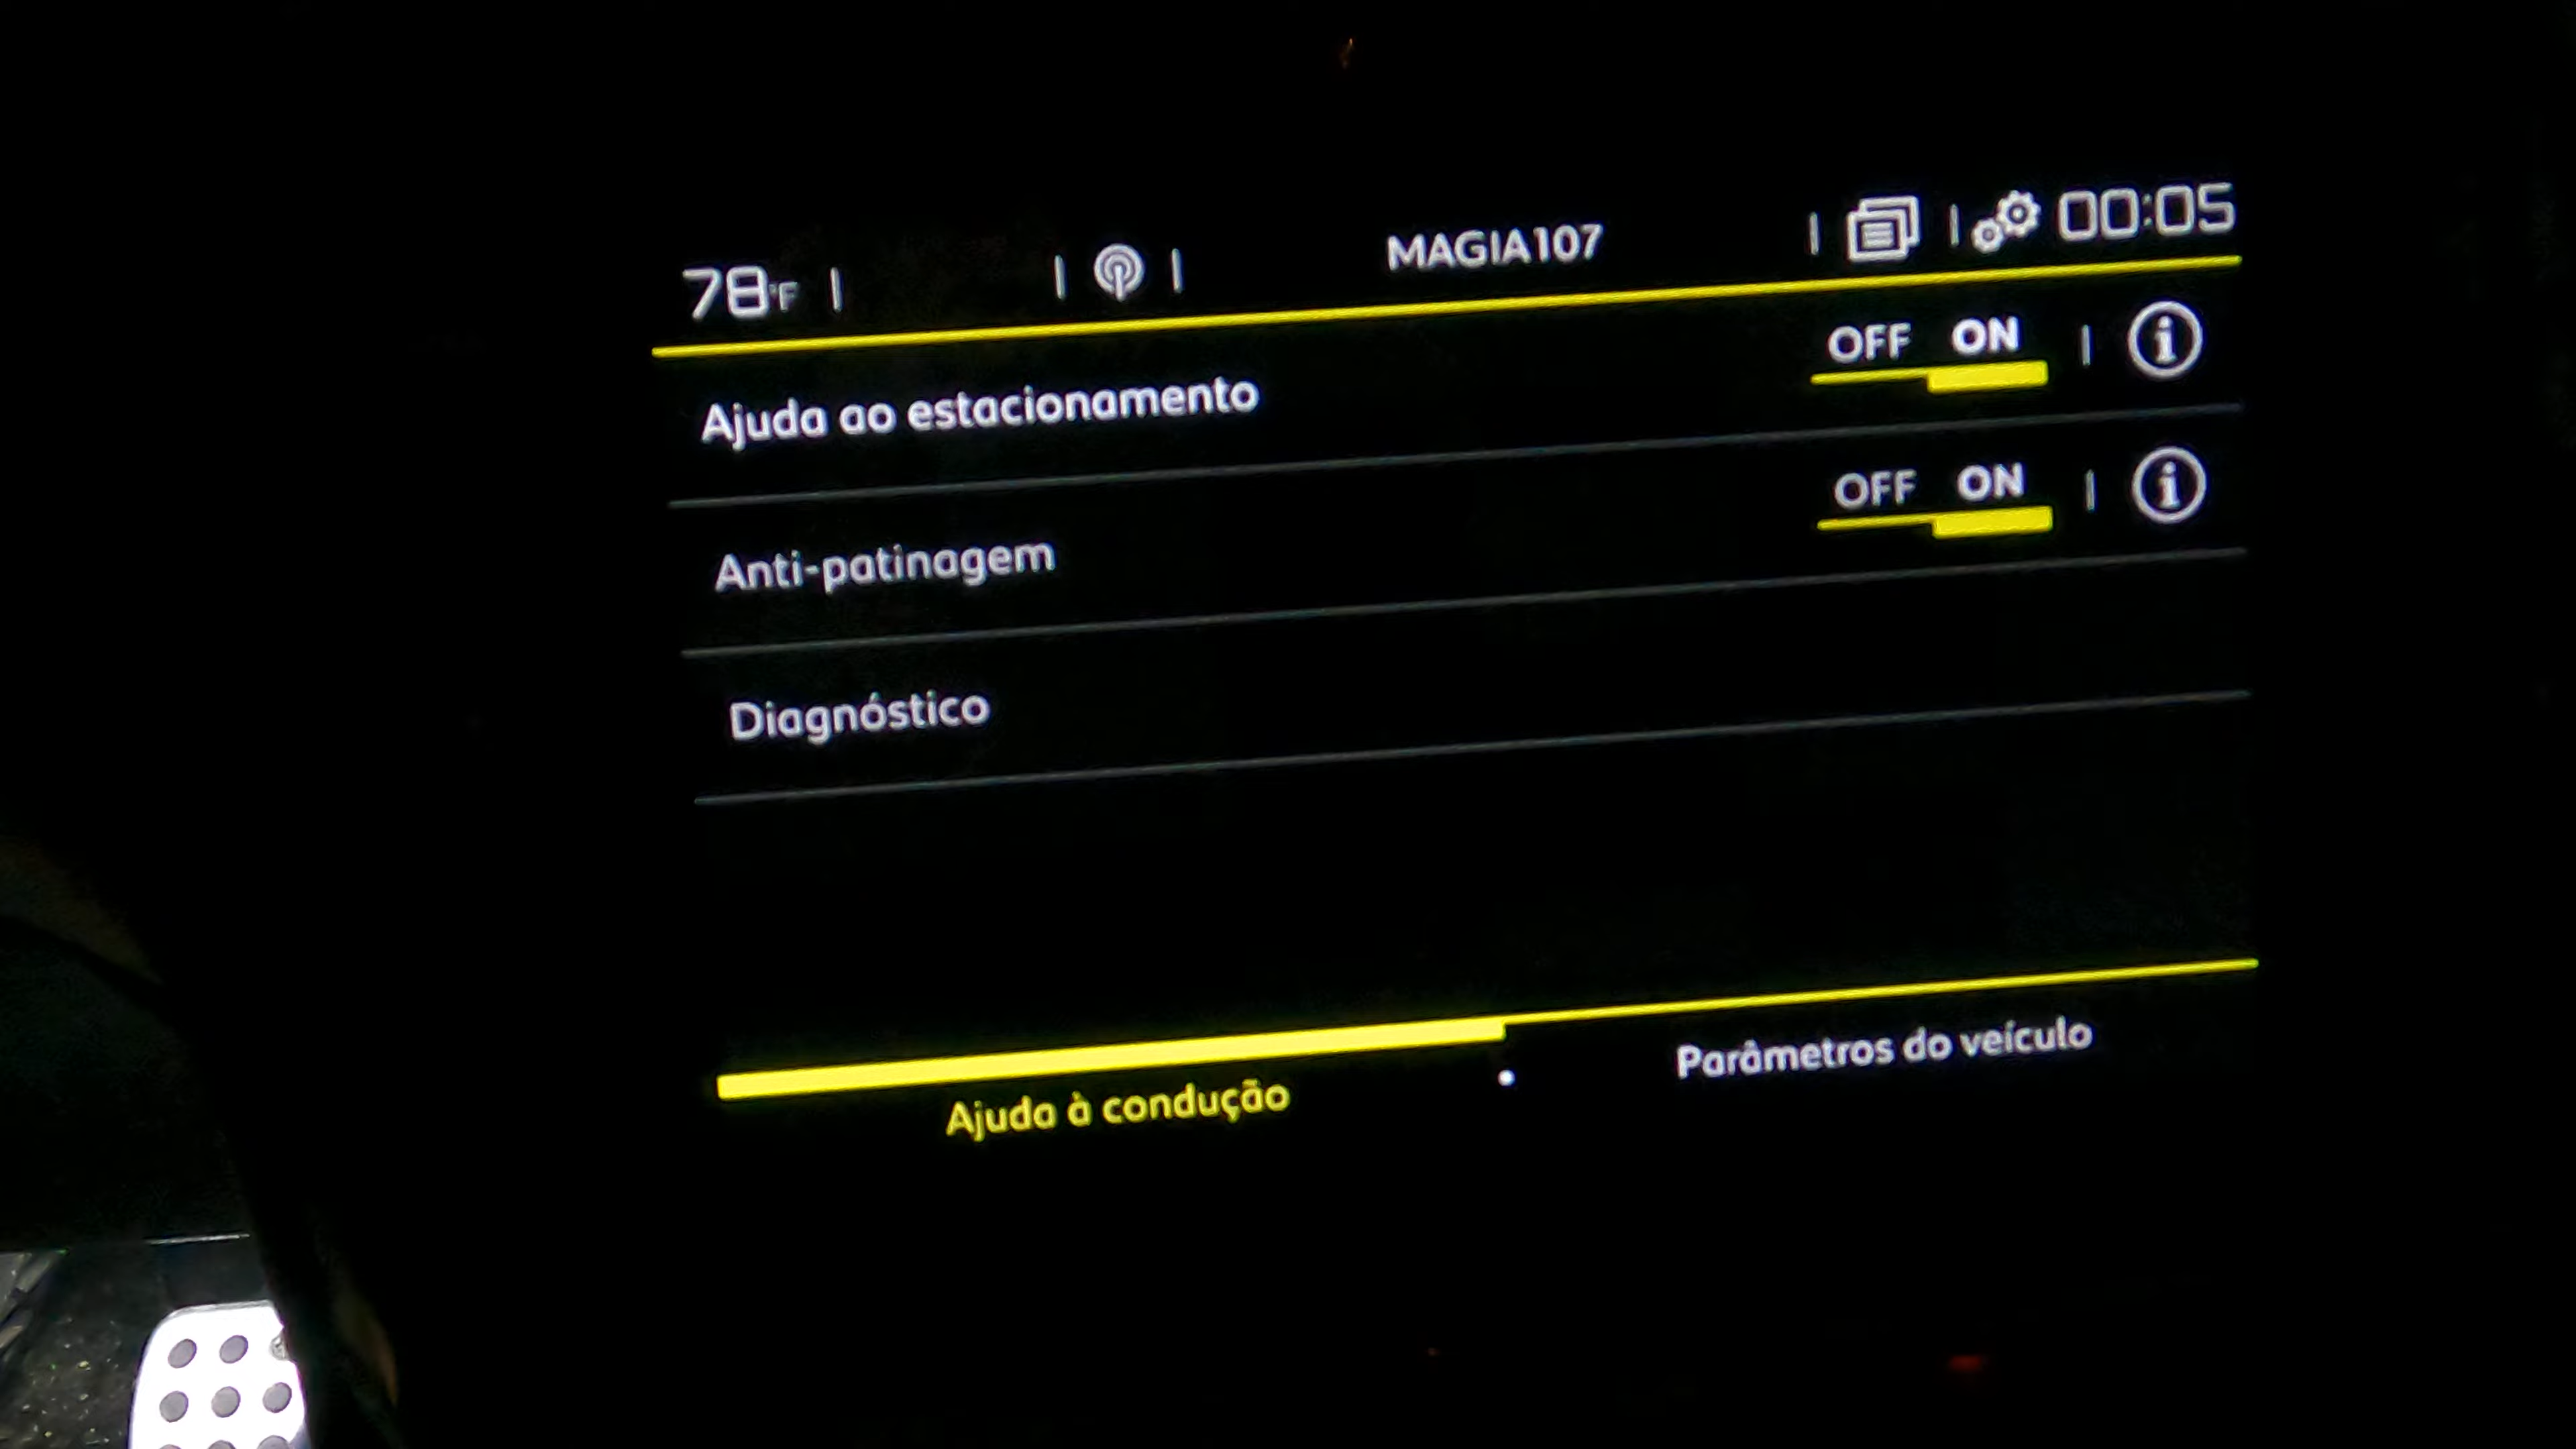 78°F
MAGIA107
00:05
Ajuda ao estacionamento
OFF ON
Anti-patinagem
OFF ON
Diagnóstico
Ajuda à condução
Parâmetros do veículo